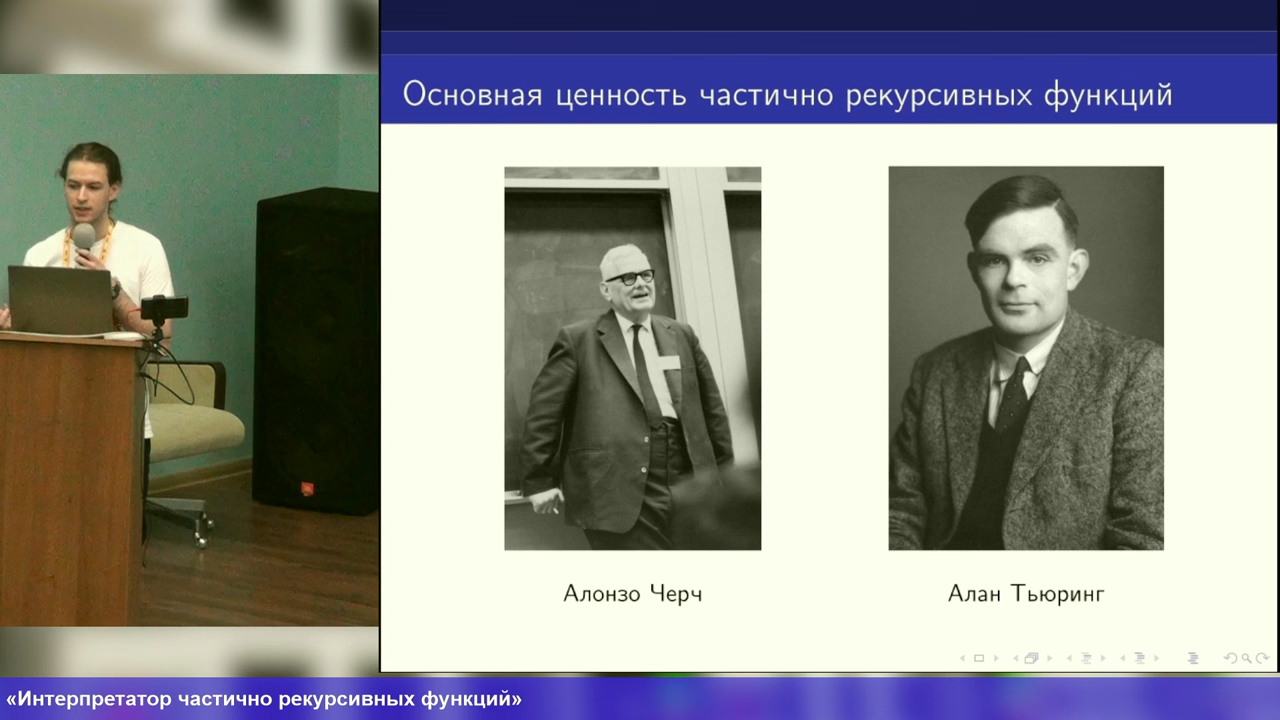 Основная ценность частично рекурсивных функций
Алонзо Черч
Алан Тьюринг
«Интерпретатор частично рекурсивных функций»